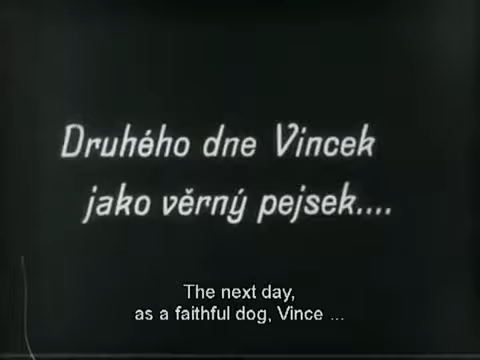 Druhého dne Vincek
jako věrný pejsek....
The next day,
as a faithful dog, Vince ...